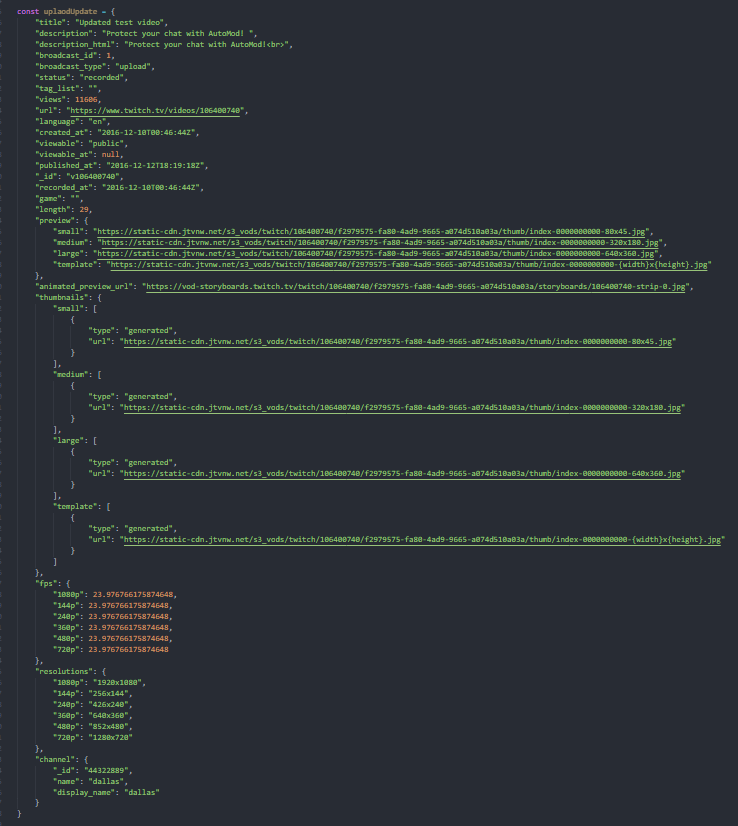 const uplaodUpdate = {
"title": "Updated test video",
"description": "Protect your chat with AutoMod! ",
"description_html": "Protect your chat with AutoMod!<br>",
"broadcast_id": 1,
"broadcast_type": "upload",
"status": "recorded",
"tag_list": "",
"views": 11606,
"url": "https://www.twitch.tv/videos/106400740",
"language": "en",
"created_at": "2016-12-10T00:46:44Z",
"viewable": "public",
"viewable_at": null,
"published_at": "2016-12-12T18:19:18Z",
"_id": "v106400740",
"recorded_at": "2016-12-10T00:46:44Z",
"game": "",
"length": 29,
"preview": {
"small": "https://static-cdn.jtvnw.net/s3_vods/twitch/106400740/f2979575-fa80-4ad9-9665-a074d510a03a/thumb/index-0000000000-80x45.jpg",
"medium": "https://static-cdn.jtvnw.net/s3_vods/twitch/106400740/f2979575-fa80-4ad9-9665-a074d510a03a/thumb/index-0000000000-320x180.jpg",
"large": "https://static-cdn.jtvnw.net/s3_vods/twitch/106400740/f2979575-fa80-4ad9-9665-a074d510a03a/thumb/index-0000000000-640x360.jpg",
"template": "https://static-cdn.jtvnw.net/s3_vods/twitch/106400740/f2979575-fa80-4ad9-9665-a074d510a03a/thumb/index-0000000000-{width}x{height}.jpg"
},
"animated_preview_url": "https://vod-storyboards.twitch.tv/twitch/106400740/f2979575-fa80-4ad9-9665-a074d510a03a/storyboards/106400740-strip-0.jpg",
"thumbnails": {
"small": [
{
"type": "generated",
"url": "https://static-cdn.jtvnw.net/s3_vods/twitch/106400740/f2979575-fa80-4ad9-9665-a074d510a03a/thumb/index-0000000000-80x45.jpg"
}
],
"medium": [
{
"type": "generated",
"url": "https://static-cdn.jtvnw.net/s3_vods/twitch/106400740/f2979575-fa80-4ad9-9665-a074d510a03a/thumb/index-0000000000-320x180.jpg"
}
],
"large": [
{
"type": "generated",
"url": "https://static-cdn.jtvnw.net/s3_vods/twitch/106400740/f2979575-fa80-4ad9-9665-a074d510a03a/thumb/index-0000000000-640x360.jpg"
}
],
"template": [
{
"type": "generated",
"url": "https://static-cdn.jtvnw.net/s3_vods/twitch/106400740/f2979575-fa80-4ad9-9665-a074d510a03a/thumb/index-0000000000-{width}x{height}.jpg"
}
]
},
"fps": {
"1080p": 23.976766175874648,
"144p": 23.976766175874648,
"240p": 23.976766175874648,
"360p": 23.976766175874648,
"480p": 23.976766175874648,
"720p": 23.976766175874648
},
"resolutions": {
"1080p": "1920x1080",
"144p": "256x144",
"240p": "426x240",
"360p": "640x360",
"480p": "852x480",
"720p": "1280x720"
},
"channel": {
"_id": "44322889",
"name": "dallas",
"display_name": "dallas"
}
}